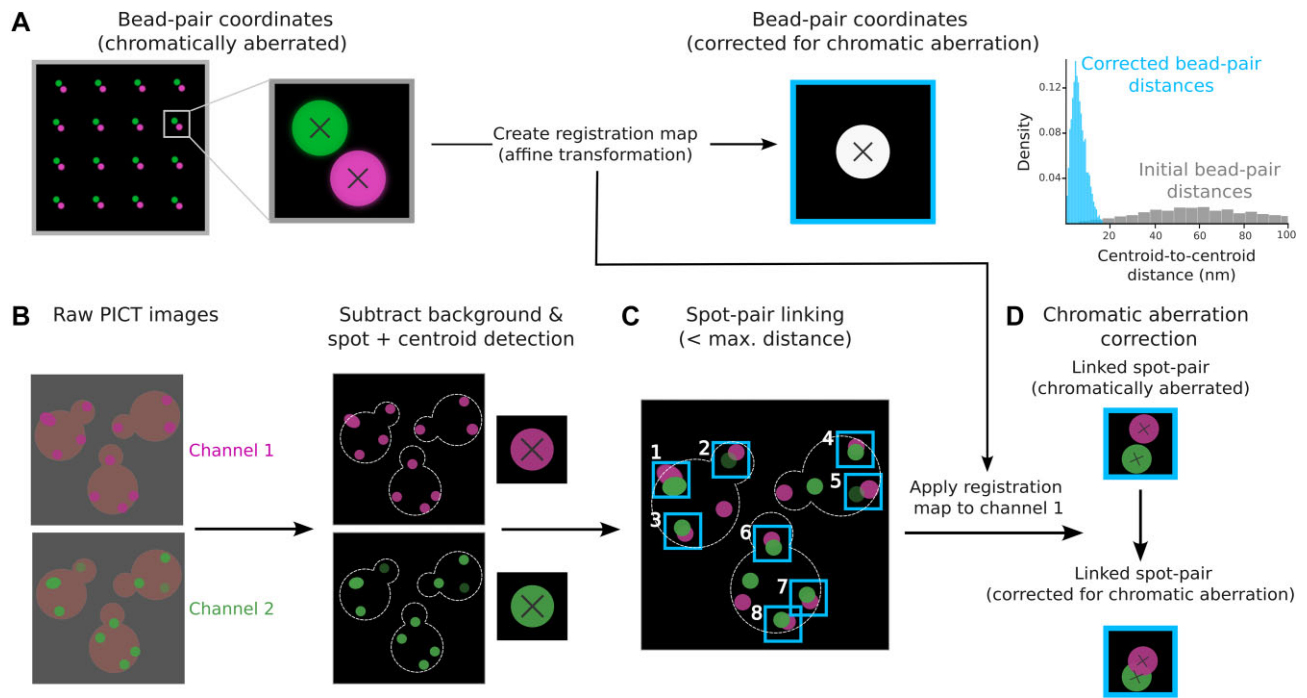 A
Bead-pair coordinates
(chromatically aberrated)
Create registration map
(affine transformation)
Bead-pair coordinates
(corrected for chromatic aberration)
Corrected bead-pair
distances
Initial bead-pair
distances
Density
0.12
0.08
0.04
20
40
60
80
100
Centroid-to-centroid
distance (nm)
B
Raw PICT images
Channel 1
Channel 2
Subtract background &
spot + centroid detection
C
Spot-pair linking
(< max. distance)
1
2
3
4
5
6
7
8
Apply registration
map to channel 1
D
Chromatic aberration
correction
Linked spot-pair
(chromatically aberrated)
Linked spot-pair
(corrected for chromatic aberration)